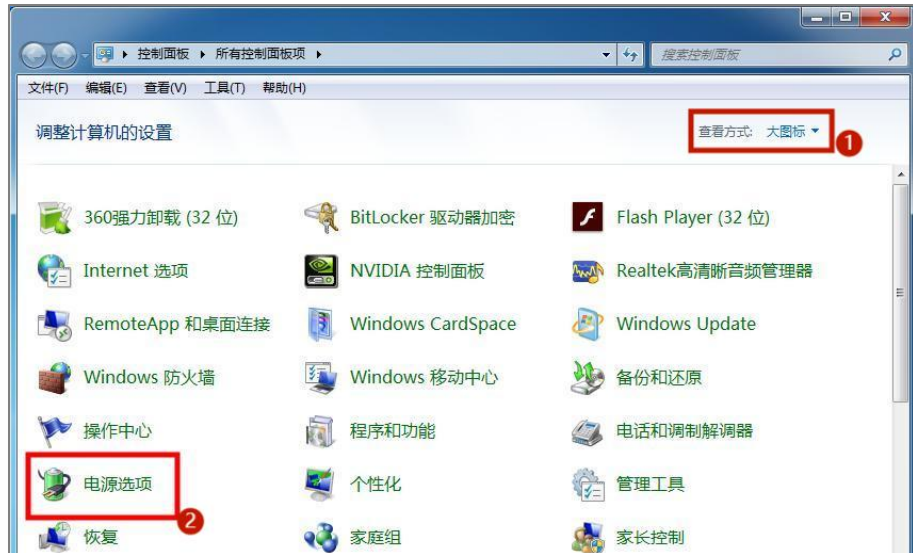 控制面板 ▸ 所有控制面板项 ▸ 搜索控制面板
文件(F) 编辑(E) 查看(V) 工具(T) 帮助(H)
调整计算机的设置 查看方式: 大图标 1
360强力卸载 (32 位) BitLocker 驱动器加密 Flash Player (32 位)
Internet 选项 NVIDIA 控制面板 Realtek高清晰音频管理器
RemoteApp 和桌面连接 Windows CardSpace Windows Update
Windows 防火墙 Windows 移动中心 备份和还原
操作中心 程序和功能 电话和调制解调器
电源选项 个性化 管理工具
2
恢复 家庭组 家长控制